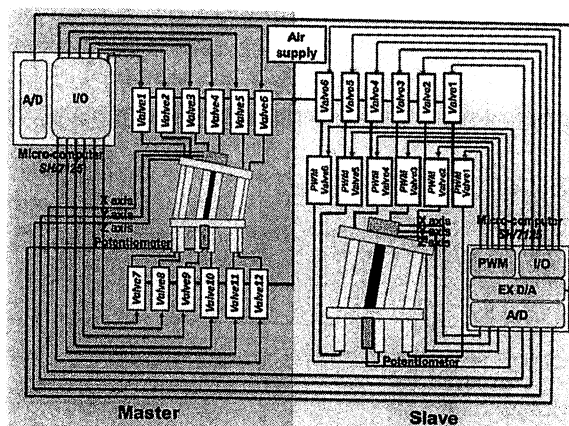 Air
supply
A/D
I/O
Micro-computer
SH7125
Valve1
Valve2
Valve3
Valve4
Valve5
Valve6
X axis
Y axis
Z axis
Potentiometer
Valve7
Valve8
Valve9
Valve10
Valve11
Valve12
Master
Valve6
Valve5
Valve4
Valve3
Valve2
Valve1
PWM
Valve6
PWM
Valve5
PWM
Valve4
PWM
Valve3
PWM
Valve2
PWM
Valve1
X axis
Y axis
Z axis
Micro-computer
SH7125
PWM
I/O
EX D/A
A/D
Potentiometer
Slave